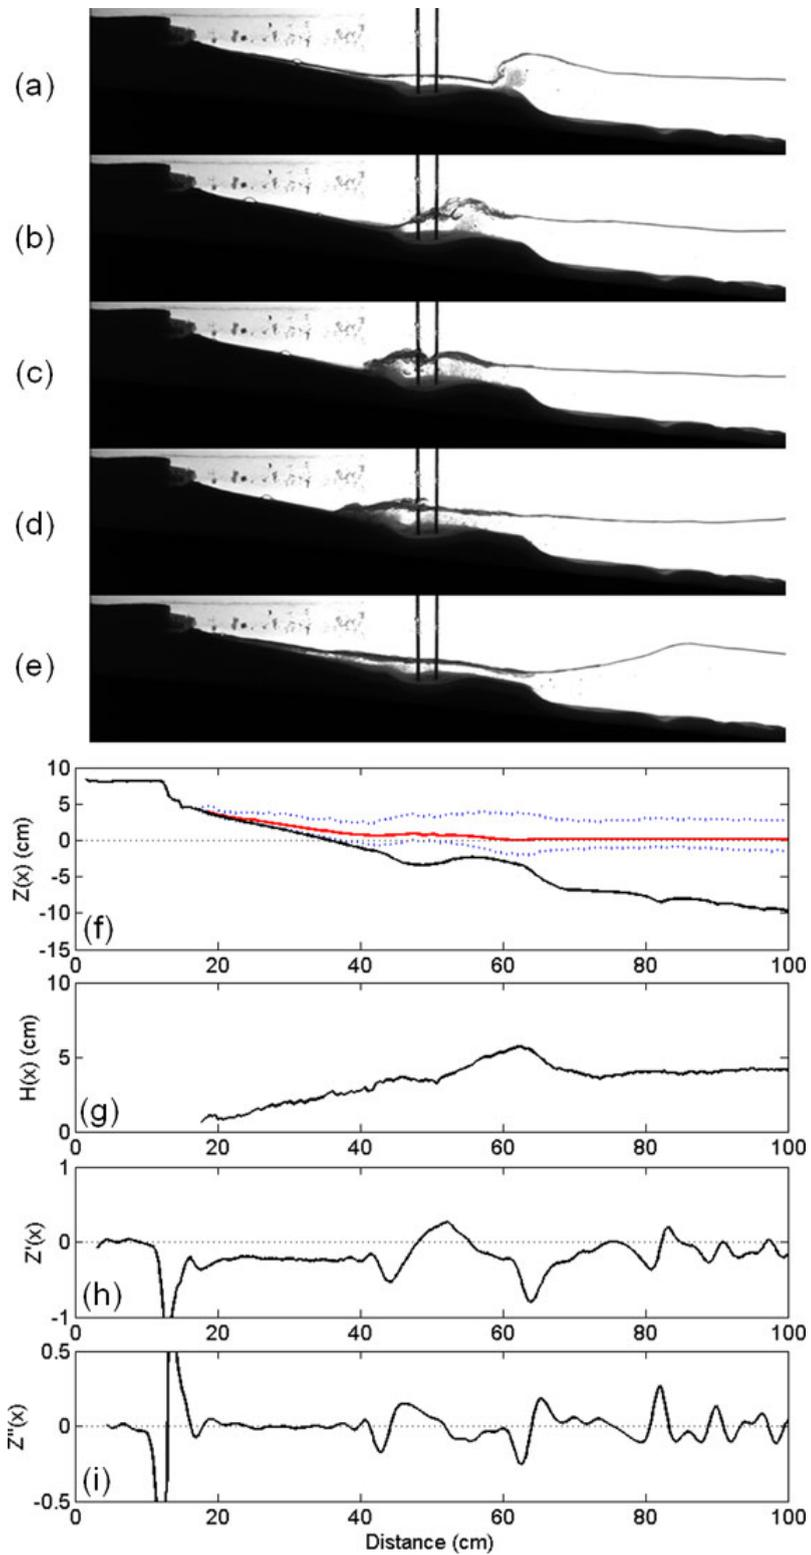 (a)
(b)
(c)
(d)
(e)
10
5
0
-5
-10
-15
Z(x) (cm)
(f)
0 20 40 60 80 100
10
5
0
H(x) (cm)
(g)
0 20 40 60 80 100
1
0
-1
Z'(x)
(h)
0 20 40 60 80 100
0.5
0
-0.5
Z''(x)
(i)
0 20 40 60 80 100
Distance (cm)